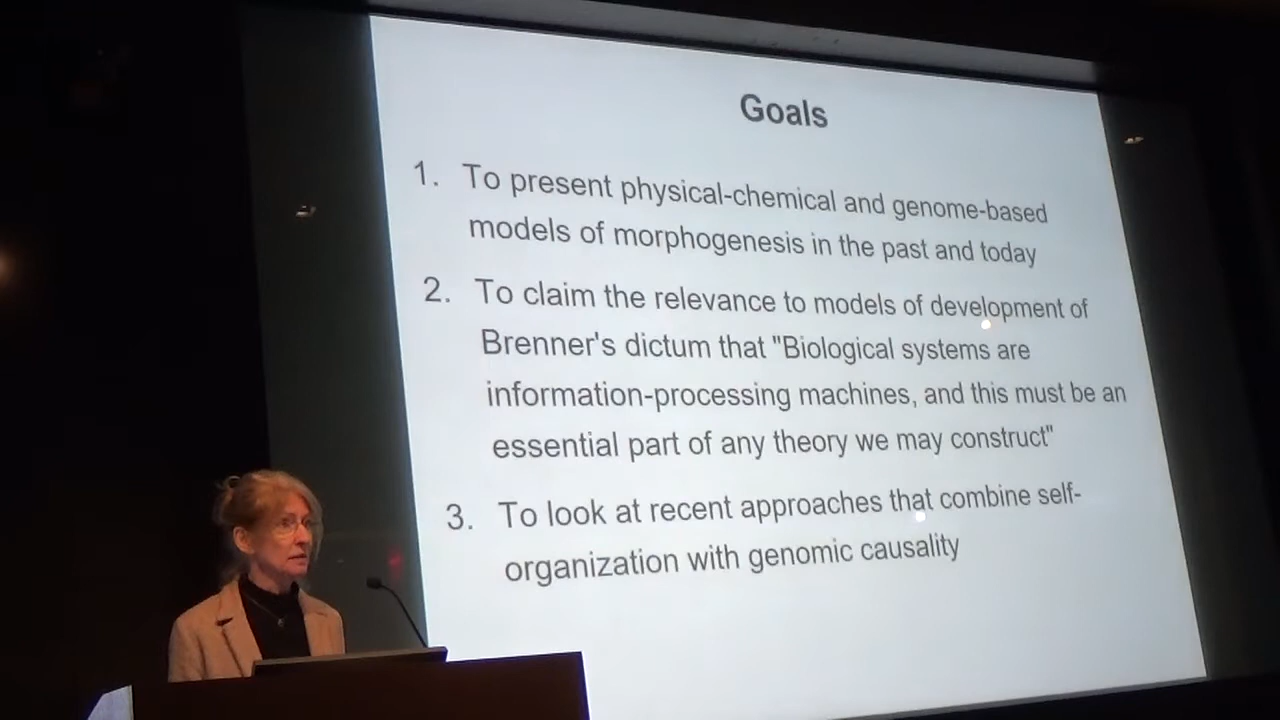 Goals
1. To present physical-chemical and genome-based
models of morphogenesis in the past and today
2. To claim the relevance to models of development of
Brenner's dictum that "Biological systems are
information-processing machines, and this must be an
essential part of any theory we may construct"
3. To look at recent approaches that combine self-
organization with genomic causality